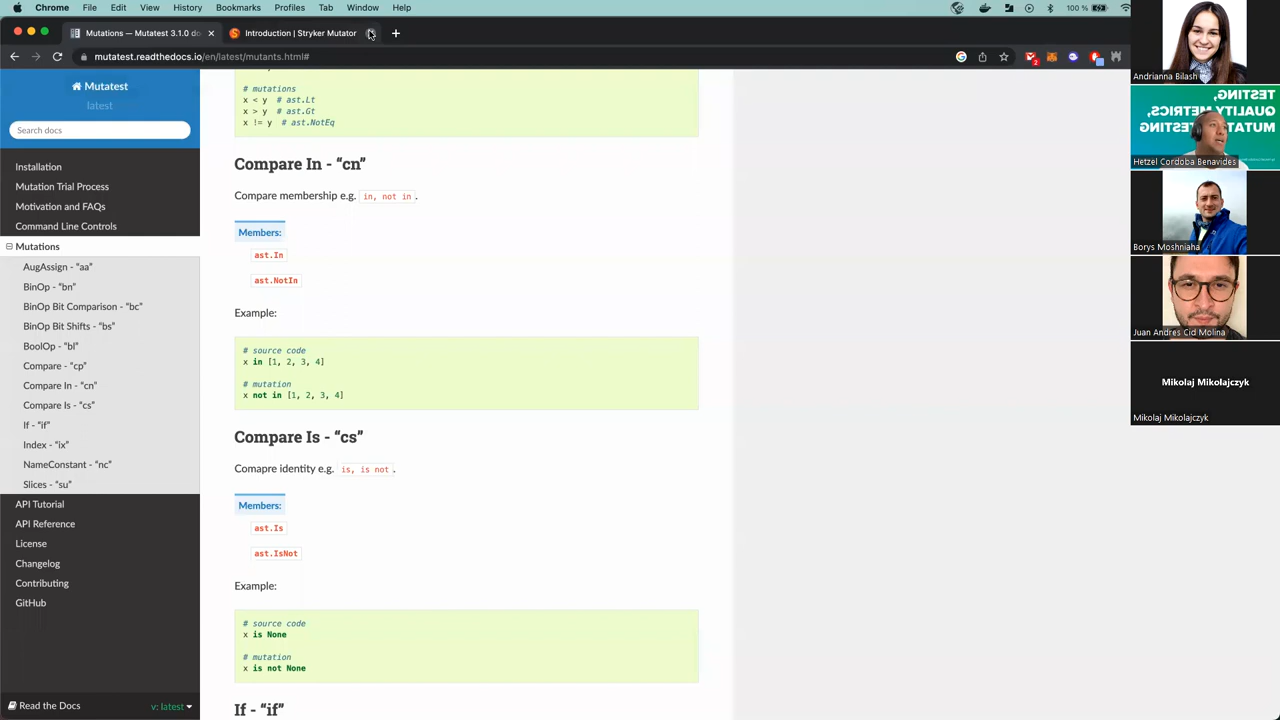 Chrome File Edit View History Bookmarks Profiles Tab Window Help
100 %
Mutations — Mutatest 3.1.0 do
Introduction | Stryker Mutator
mutatest.readthedocs.io/en/latest/mutants.html#
2
Mutatest
latest
Search docs
Installation
Mutation Trial Process
Motivation and FAQs
Command Line Controls
Mutations
AugAssign - “aa”
BinOp - “bn”
BinOp Bit Comparison - “bc”
BinOp Bit Shifts - “bs”
BoolOp - “bl”
Compare - “cp”
Compare In - “cn”
Compare Is - “cs”
If - “if”
Index - “ix”
NameConstant - “nc”
Slices - “su”
API Tutorial
API Reference
License
Changelog
Contributing
GitHub
Read the Docs
v: latest
# mutations
x < y # ast.Lt
x > y # ast.Gt
x != y # ast.NotEq
Compare In - “cn”
Compare membership e.g. in, not in.
Members:
ast.In
ast.NotIn
Example:
# source code
x in [1, 2, 3, 4]
# mutation
x not in [1, 2, 3, 4]
Compare Is - “cs”
Comapre identity e.g. is, is not.
Members:
ast.Is
ast.IsNot
Example:
# source code
x is None
# mutation
x is not None
If - “if”
Andrianna Bilash
TESTING,
QUALITY METRICS,
Hetzel Cordoba Benavides
Borys Moshniaha
Juan Andres Cid Molina
Mikolaj Mikołajczyk
Mikolaj Mikolajczyk